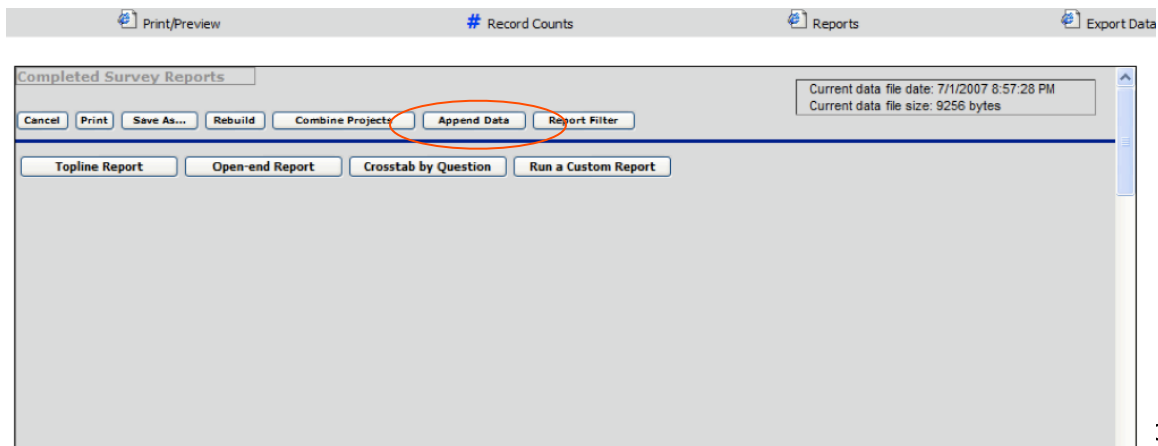 Print/Preview # Record Counts Reports Export Data
Completed Survey Reports
Current data file date: 7/1/2007 8:57:28 PM
Current data file size: 9256 bytes
Cancel Print Save As... Rebuild Combine Projects Append Data Report Filter
Topline Report Open-end Report Crosstab by Question Run a Custom Report